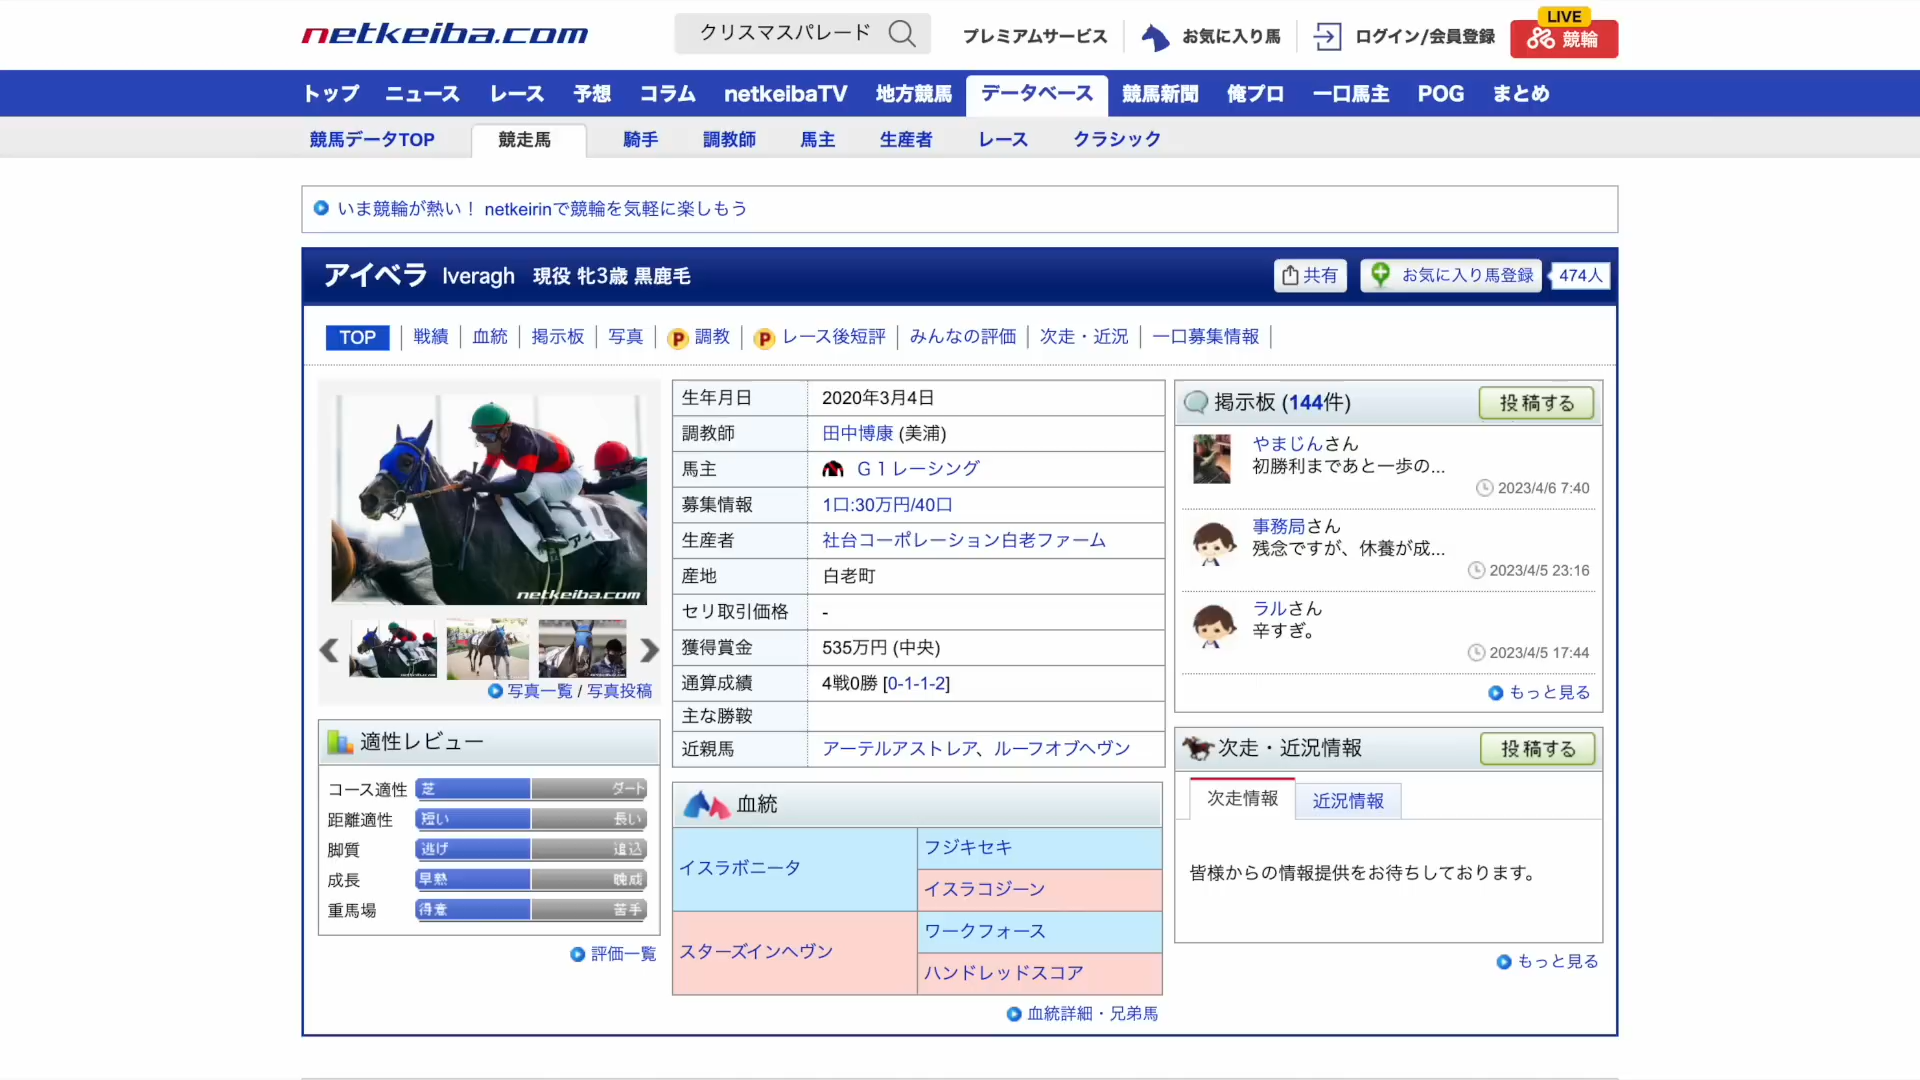 netkeiba.com
クリスマスパレード
プレミアムサービス
お気に入り馬
ログイン/会員登録
LIVE
競輪
トップ ニュース レース 予想 コラム netkeibaTV 地方競馬 データベース 競馬新聞 俺プロ 一口馬主 POG まとめ
競馬データTOP 競走馬 騎手 調教師 馬主 生産者 レース クラシック
いま競輪が熱い！ netkeirinで競輪を気軽に楽しもう
アイベラ Iveragh 現役 牝3歳 黒鹿毛
共有
お気に入り馬登録
474人
TOP 戦績 血統 掲示板 写真 P 調教 P レース後短評 みんなの評価 次走・近況 一口募集情報
netkeiba.com
写真一覧 / 写真投稿
適性レビュー
コース適性 芝 ダート
距離適性 短い 長い
脚質 逃げ 追込
成長 早熟 晩成
重馬場 得意 苦手
評価一覧
生年月日 2020年3月4日
調教師 田中博康 (美浦)
馬主 G1レーシング
募集情報 1口:30万円/40口
生産者 社台コーポレーション白老ファーム
産地 白老町
セリ取引価格 -
獲得賞金 535万円 (中央)
通算成績 4戦0勝 [0-1-1-2]
主な勝鞍
近親馬 アーテルアストレア、ルーフオブヘヴン
血統
イスラボニータ
フジキセキ
イスラコジーン
スターズインヘヴン
ワークフォース
ハンドレッドスコア
血統詳細・兄弟馬
掲示板 (144件)
投稿する
やまじんさん
初勝利まであと一歩の...
2023/4/6 7:40
事務局さん
残念ですが、休養が成...
2023/4/5 23:16
ラルさん
辛すぎ。
2023/4/5 17:44
もっと見る
次走・近況情報
投稿する
次走情報 近況情報
皆様からの情報提供をお待ちしております。
もっと見る